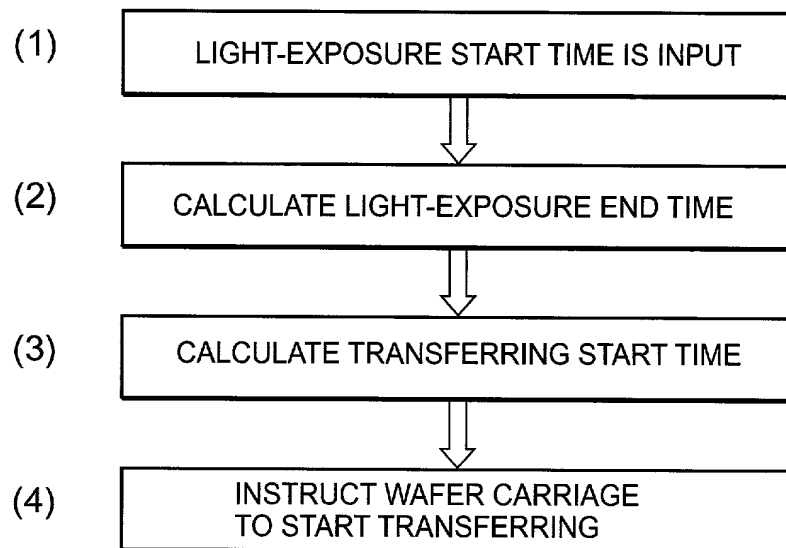 (1) LIGHT-EXPOSURE START TIME IS INPUT
(2) CALCULATE LIGHT-EXPOSURE END TIME
(3) CALCULATE TRANSFERRING START TIME
(4) INSTRUCT WAFER CARRIAGE
TO START TRANSFERRING